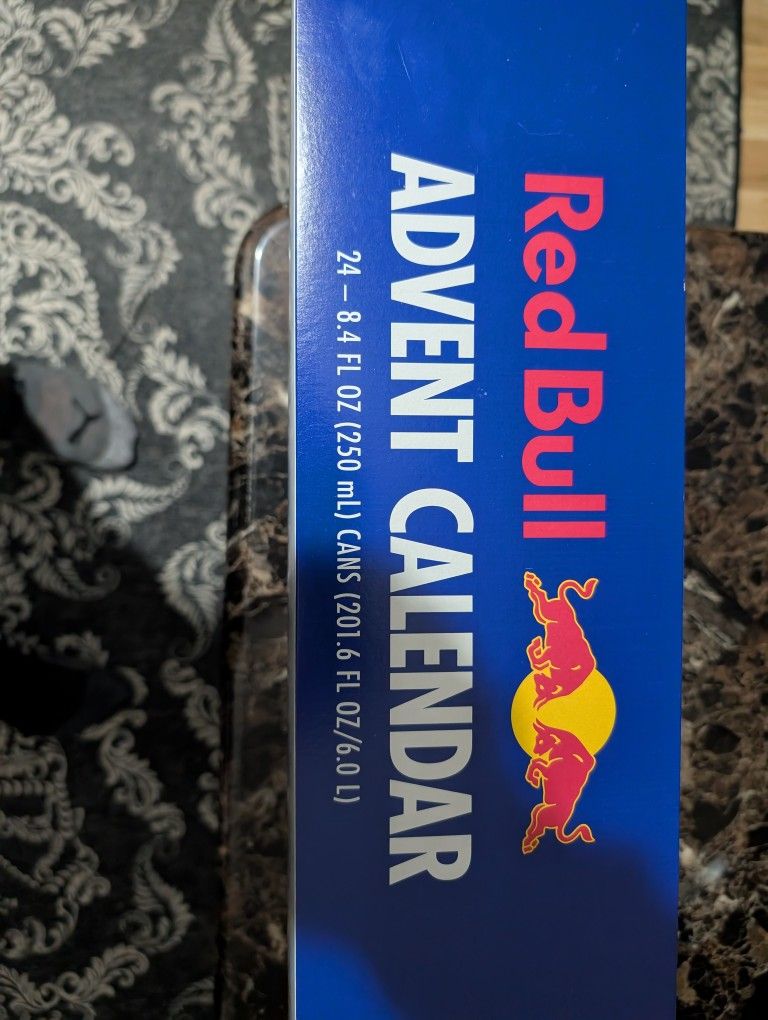 Red Bull
ADVENT CALENDAR
24 – 8.4 FL OZ (250 mL) CANS (201.6 FL OZ/6.0 L)